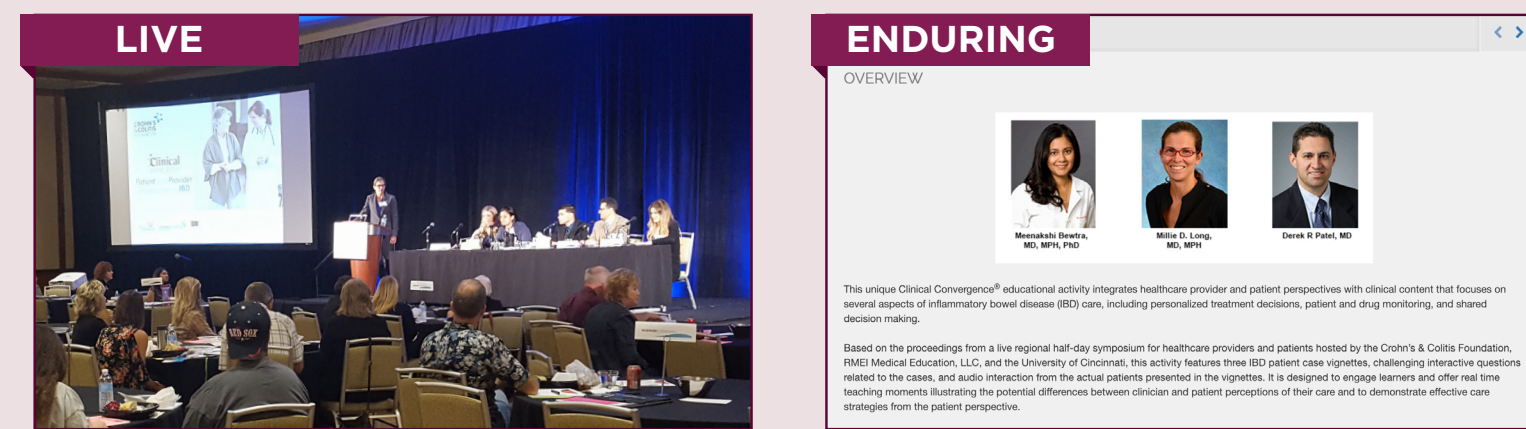 LIVE
CROHN'S
& COLITIS
Clinical
Patient Provider
IBD
RED SOX
ENDURING
OVERVIEW
Meenakshi Bewtra,
MD, MPH, PhD
Millie D. Long,
MD, MPH
Derek R Patel, MD
This unique Clinical Convergence® educational activity integrates healthcare provider and patient perspectives with clinical content that focuses on
several aspects of inflammatory bowel disease (IBD) care, including personalized treatment decisions, patient and drug monitoring, and shared
decision making.
Based on the proceedings from a live regional half-day symposium for healthcare providers and patients hosted by the Crohn's & Colitis Foundation,
RMEI Medical Education, LLC, and the University of Cincinnati, this activity features three IBD patient case vignettes, challenging interactive questions
related to the cases, and audio interaction from the actual patients presented in the vignettes. It is designed to engage learners and offer real time
teaching moments illustrating the potential differences between clinician and patient perceptions of their care and to demonstrate effective care
strategies from the patient perspective.